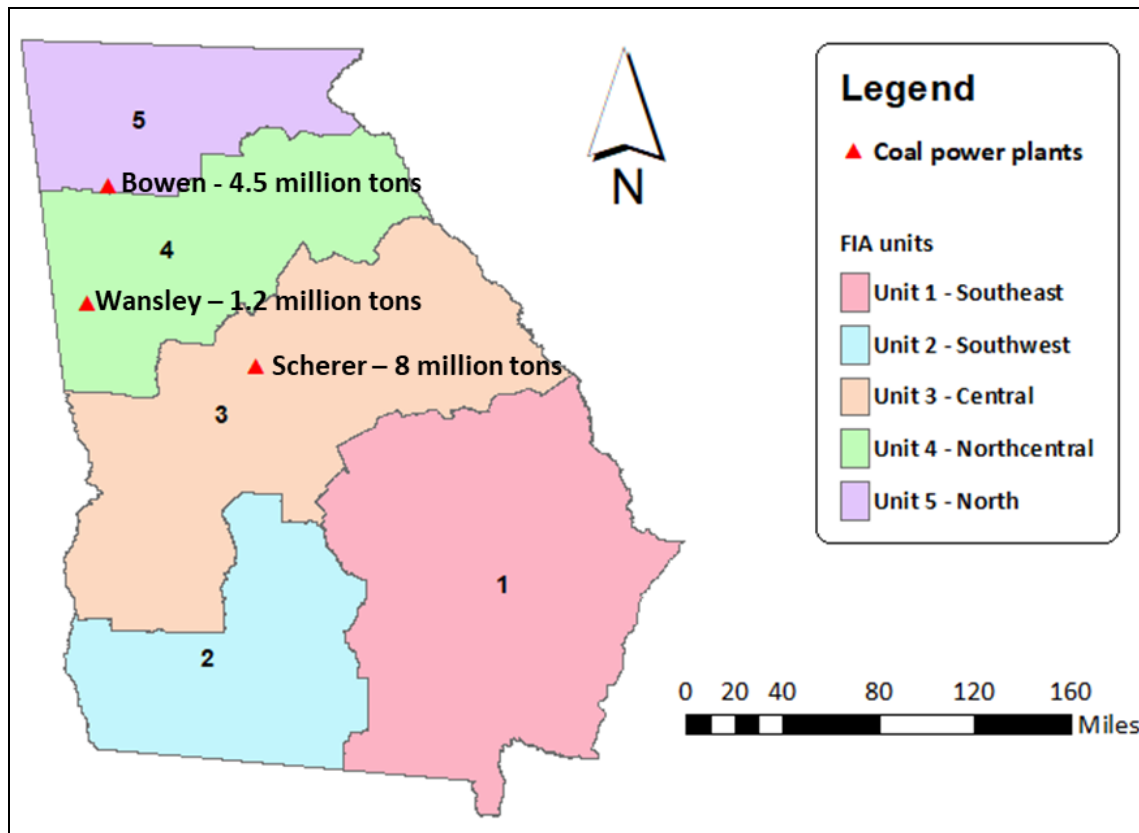 5
Bowen - 4.5 million tons
4
Wansley – 1.2 million tons
Scherer – 8 million tons
3
1
2
N
Legend
Coal power plants
FIA units
Unit 1 - Southeast
Unit 2 - Southwest
Unit 3 - Central
Unit 4 - Northcentral
Unit 5 - North
0 20 40 80 120 160
Miles